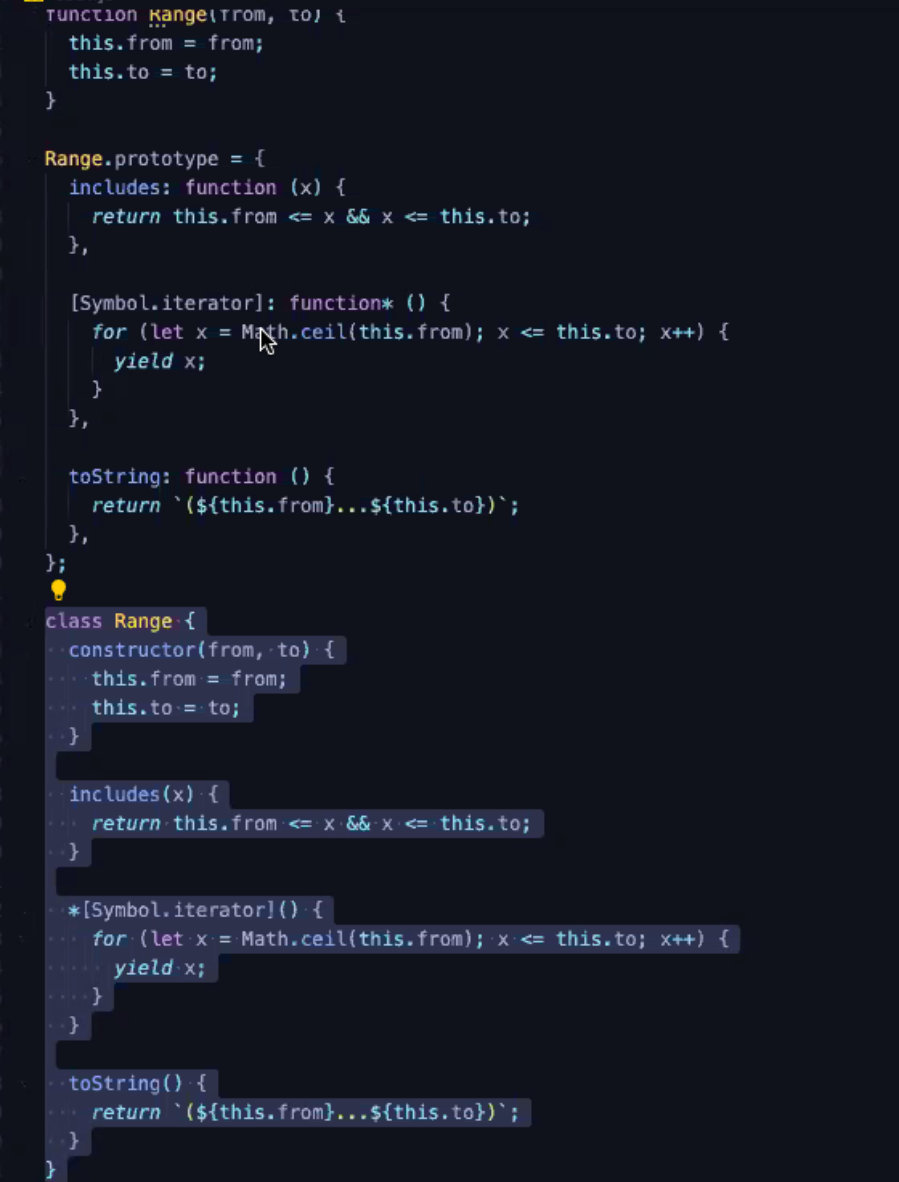 function Range(from, to) {
  this.from = from;
  this.to = to;
}

Range.prototype = {
  includes: function (x) {
    return this.from <= x && x <= this.to;
  },

  [Symbol.iterator]: function* () {
    for (let x = Math.ceil(this.from); x <= this.to; x++) {
      yield x;
    }
  },

  toString: function () {
    return `(${this.from}...${this.to})`;
  },
};

class Range {
  constructor(from, to) {
    this.from = from;
    this.to = to;
  }

  includes(x) {
    return this.from <= x && x <= this.to;
  }

  *[Symbol.iterator]() {
    for (let x = Math.ceil(this.from); x <= this.to; x++) {
      yield x;
    }
  }

  toString() {
    return `(${this.from}...${this.to})`;
  }
}